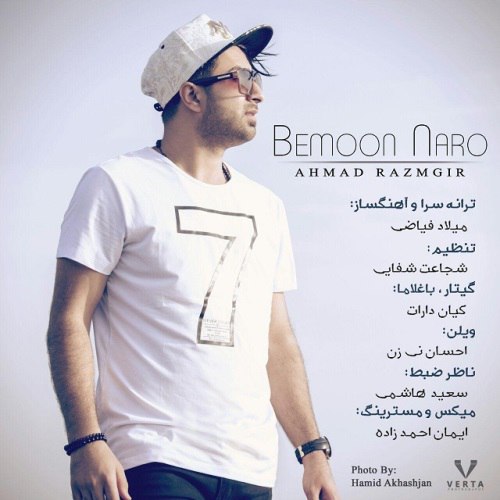 BEMOON NARO
AHMAD RAZMGIR
ترانه سرا و آهنگساز:
میلاد فیاضی
تنظیم:
شجاعت شفایی
گیتار، باغلاما:
کیان دارات
ویلن:
احسان نی زن
ناظر ضبط:
سعید هاشمی
میکس و مسترینگ:
ایمان احمد زاده
7
Photo By:
Hamid Akhashjan
VERTA